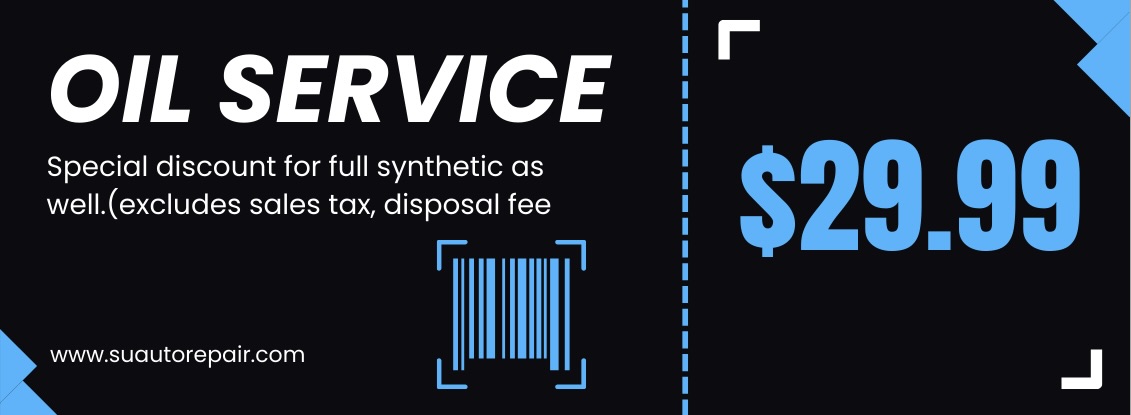 OIL SERVICE
Special discount for full synthetic as
well.(excludes sales tax, disposal fee
www.suautorepair.com
$29.99